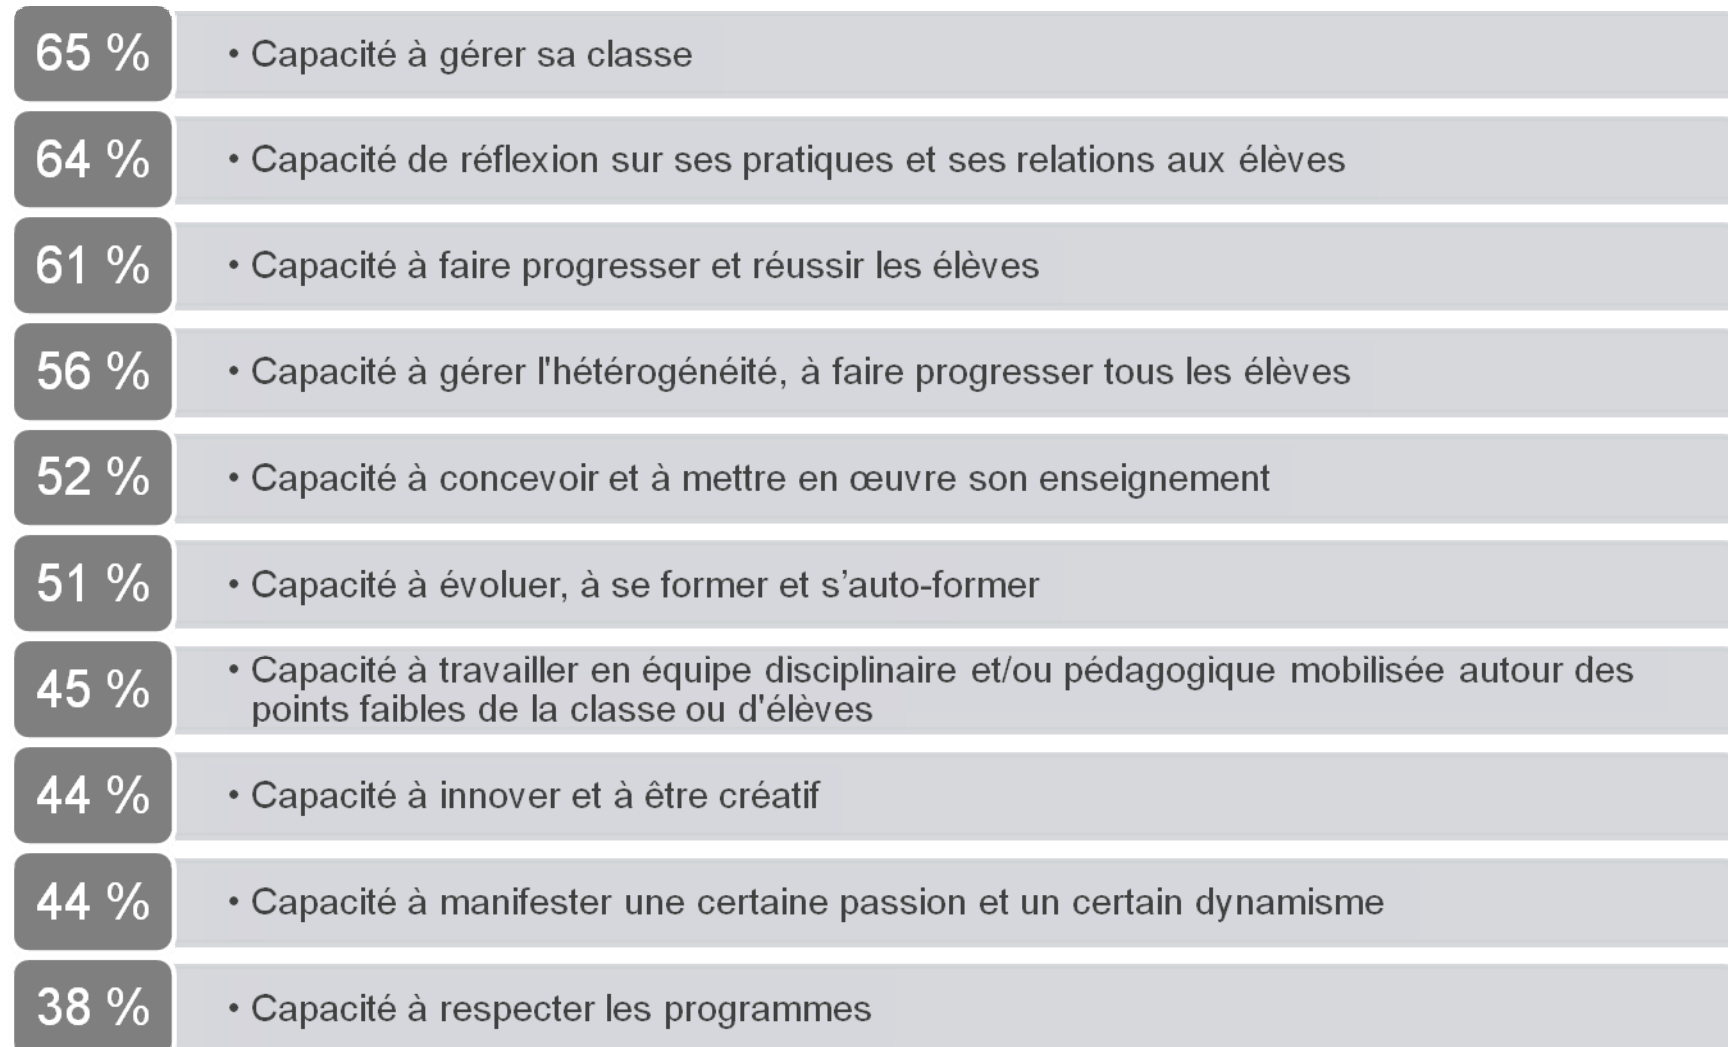 65 %
• Capacité à gérer sa classe
64 %
• Capacité de réflexion sur ses pratiques et ses relations aux élèves
61 %
• Capacité à faire progresser et réussir les élèves
56 %
• Capacité à gérer l'hétérogénéité, à faire progresser tous les élèves
52 %
• Capacité à concevoir et à mettre en œuvre son enseignement
51 %
• Capacité à évoluer, à se former et s’auto-former
45 %
• Capacité à travailler en équipe disciplinaire et/ou pédagogique mobilisée autour des
points faibles de la classe ou d'élèves
44 %
• Capacité à innover et à être créatif
44 %
• Capacité à manifester une certaine passion et un certain dynamisme
38 %
• Capacité à respecter les programmes